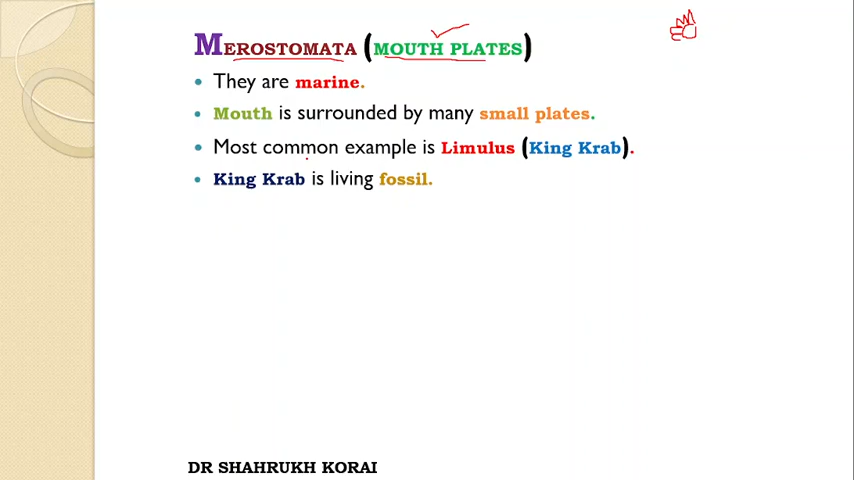 MEROSTOMATA (MOUTH PLATES)
• They are marine.
• Mouth is surrounded by many small plates.
• Most common example is Limulus (King Krab).
• King Krab is living fossil.
DR SHAHRUKH KORAI